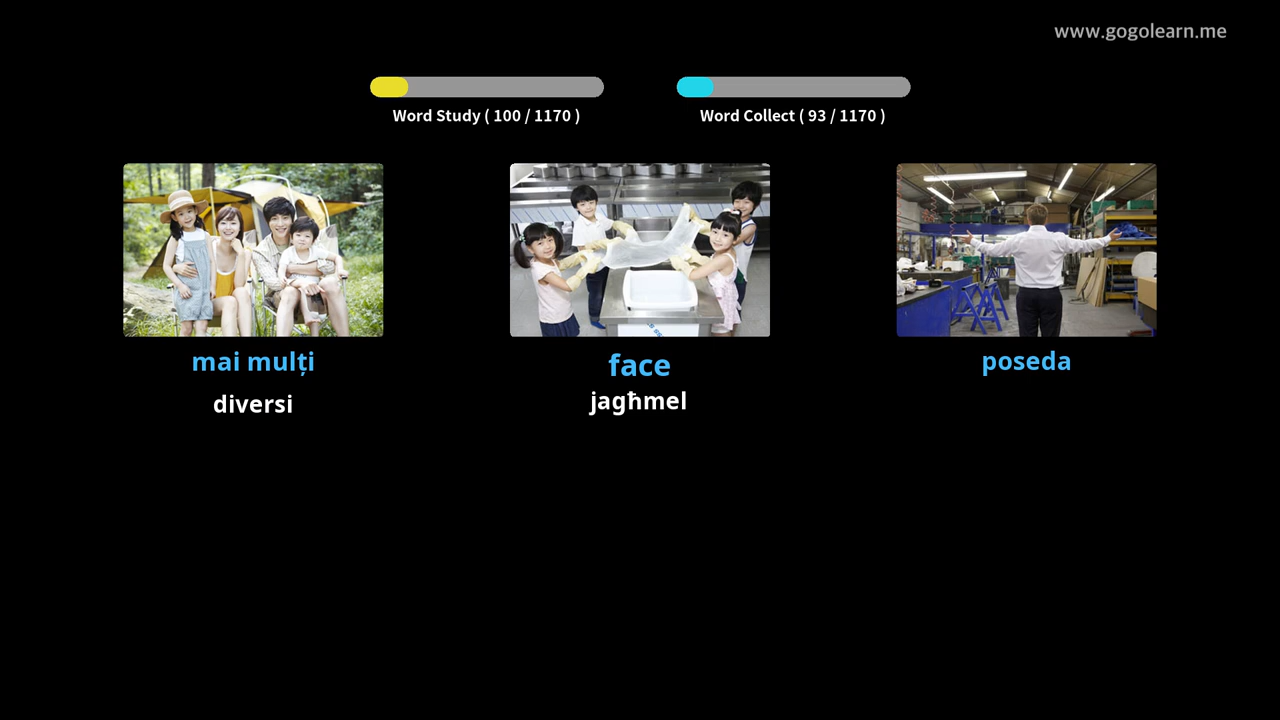 www.gogolearn.me
Word Study ( 100 / 1170 )
Word Collect ( 93 / 1170 )
mai mulți
diversi
face
jagħmel
poseda